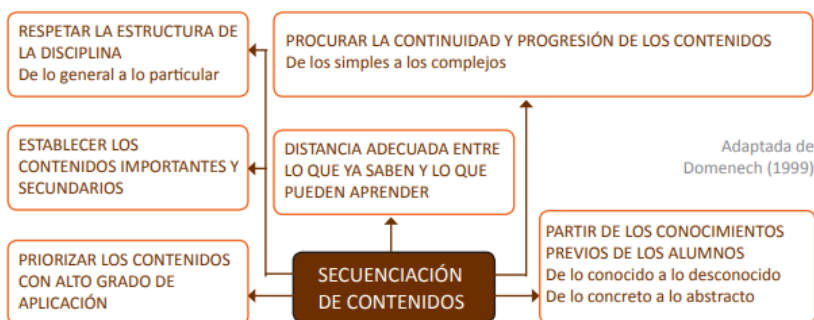 RESPETAR LA ESTRUCTURA DE
LA DISCIPLINA
De lo general a lo particular
PROCURAR LA CONTINUIDAD Y PROGRESIÓN DE LOS CONTENIDOS
De los simples a los complejos
ESTABLECER LOS
CONTENIDOS IMPORTANTES Y
SECUNDARIOS
DISTANCIA ADECUADA ENTRE
LO QUE YA SABEN Y LO QUE
PUEDEN APRENDER
Adaptada de
Domenech (1999)
PRIORIZAR LOS CONTENIDOS
CON ALTO GRADO DE
APLICACIÓN
SECUENCIACIÓN
DE CONTENIDOS
PARTIR DE LOS CONOCIMIENTOS
PREVIOS DE LOS ALUMNOS
De lo conocido a lo desconocido
De lo concreto a lo abstracto